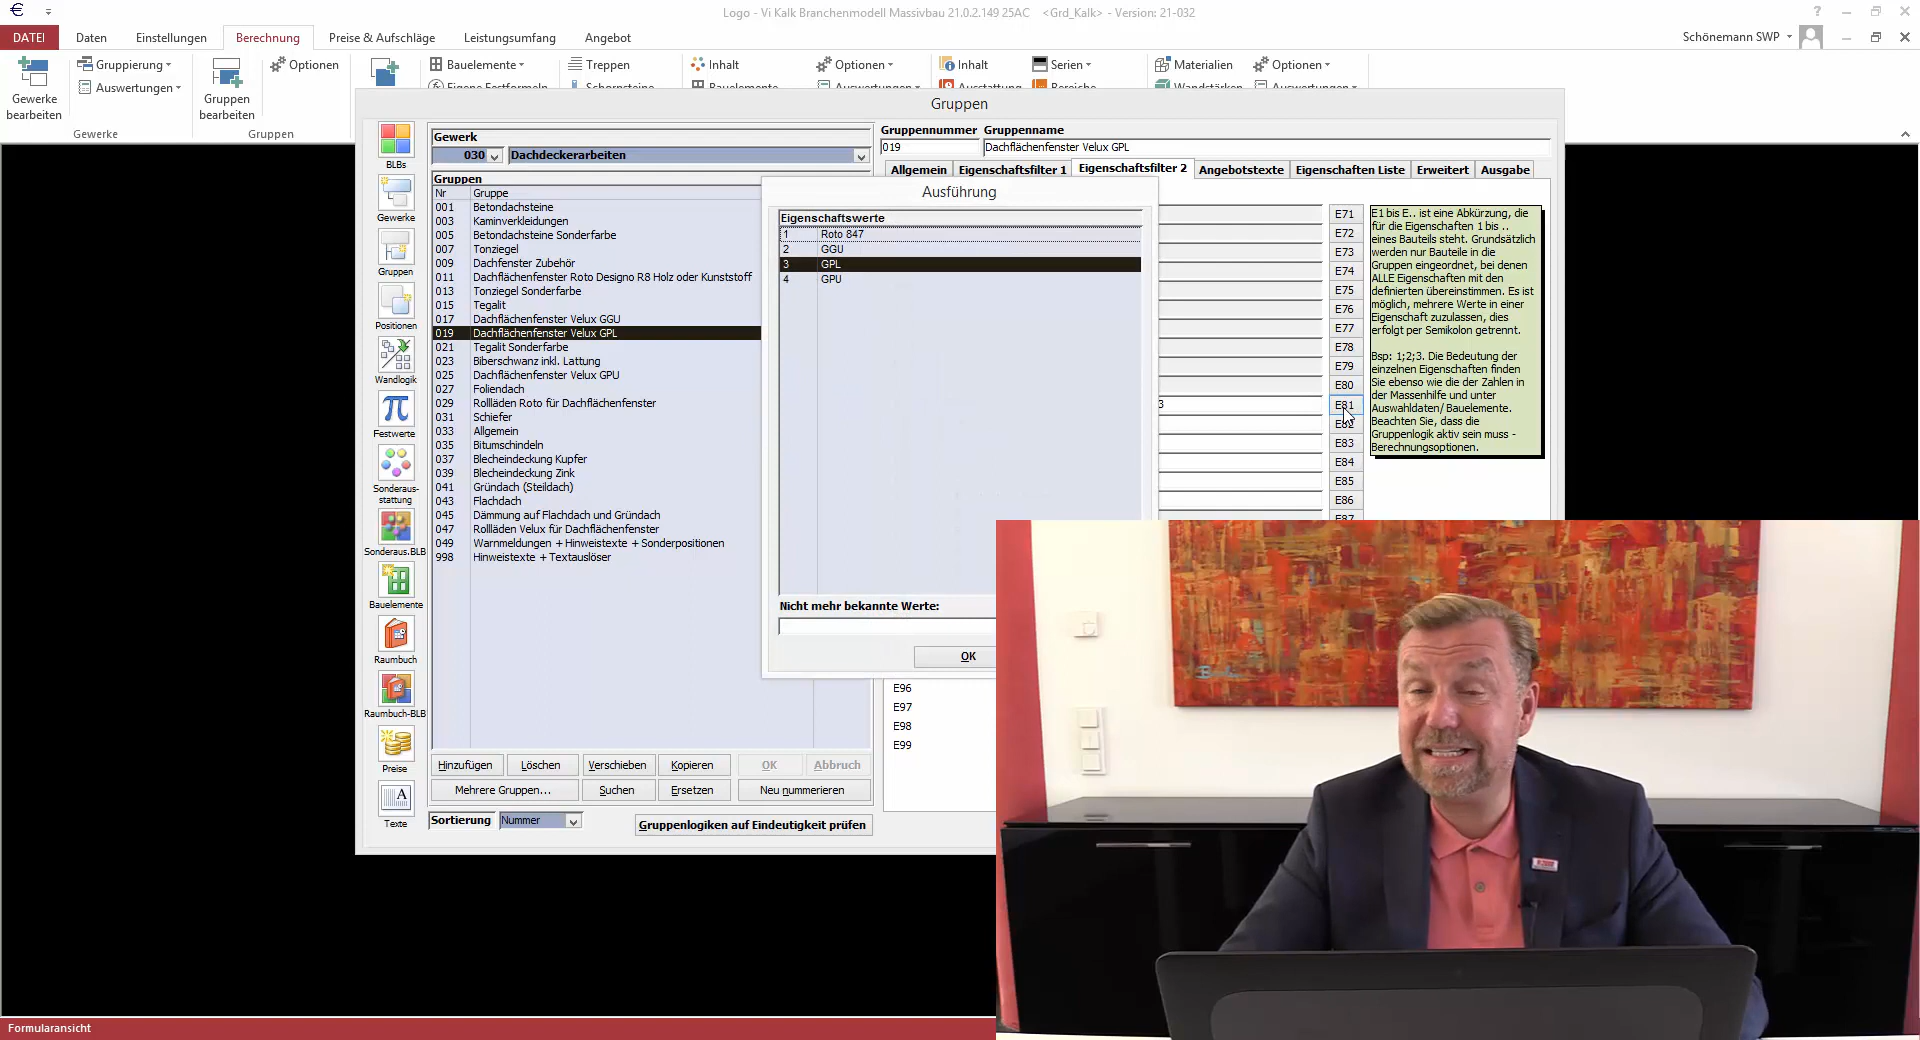 Logo - Vi Kalk Branchenmodell Massivbau 21.0.2.149 25AC <Grd_Kalk> - Version: 21-032
DATEI Daten Einstellungen Berechnung Preise & Aufschläge Leistungsumfang Angebot
Schönemann SWP
Gewerke bearbeiten
Gruppierung
Auswertungen
Gewerke
Gruppen bearbeiten
Optionen
Gruppen
Bauelemente
Treppen
Inhalt
Optionen
Inhalt
Serien
Materialien
Optionen
Gruppen
BLBs
Gewerke
Gruppen
Positionen
Wandlogik
Festwerte
Sonderaus-
stattung
Sonderaus.BLB
Bauelemente
Raumbuch
Raumbuch-BLB
Preise
Texte
Gewerk
030 Dachdeckerarbeiten
Gruppen
Nr Gruppe
001 Betondachsteine
003 Kaminverkleidungen
005 Betondachsteine Sonderfarbe
007 Tonziegel
009 Dachfenster Zubehör
011 Dachflächenfenster Roto Designo R8 Holz oder Kunststoff
013 Tonziegel Sonderfarbe
015 Tegalit
017 Dachflächenfenster Velux GGU
019 Dachflächenfenster Velux GPL
021 Tegalit Sonderfarbe
023 Biberschwanz inkl. Lattung
025 Dachflächenfenster Velux GPU
027 Foliendach
029 Rollläden Roto für Dachflächenfenster
031 Schiefer
033 Allgemein
035 Bitumschindeln
037 Blecheindeckung Kupfer
039 Blecheindeckung Zink
041 Gründach (Steildach)
043 Flachdach
045 Dämmung auf Flachdach und Gründach
047 Rollläden Velux für Dachflächenfenster
049 Warnmeldungen + Hinweistexte + Sonderpositionen
998 Hinweistexte + Textauslöser
Hinzufügen Löschen Verschieben Kopieren OK Abbruch
Mehrere Gruppen... Suchen Ersetzen Neu nummerieren
Sortierung Nummer
Gruppenlogiken auf Eindeutigkeit prüfen
Gruppennummer Gruppenname
019 Dachflächenfenster Velux GPL
Allgemein Eigenschaftsfilter 1 Eigenschaftsfilter 2 Angebotstexte Eigenschaften Liste Erweitert Ausgabe
Ausführung
Eigenschaftswerte
1 Roto 847
2 GGU
3 GPL
4 GPU
Nicht mehr bekannte Werte:
OK
E71
E72
E73
E74
E75
E76
E77
E78
E79
E80
3 E81
E82
E83
E84
E85
E86
E87
E96
E97
E98
E99
E1 bis E.. ist eine Abkürzung, die
für die Eigenschaften 1 bis ..
eines Bauteils steht. Grundsätzlich
werden nur Bauteile in die
Gruppen eingeordnet, bei denen
ALLE Eigenschaften mit den
definierten übereinstimmen. Es ist
möglich, mehrere Werte in einer
Eigenschaft zuzulassen, dies
erfolgt per Semikolon getrennt.
Bsp: 1;2;3. Die Bedeutung der
einzelnen Eigenschaften finden
Sie ebenso wie die der Zahlen in
der Massenhilfe und unter
Auswahldaten/ Bauelemente.
Beachten Sie, dass die
Gruppenlogik aktiv sein muss -
Berechnungsoptionen.
Formularansicht